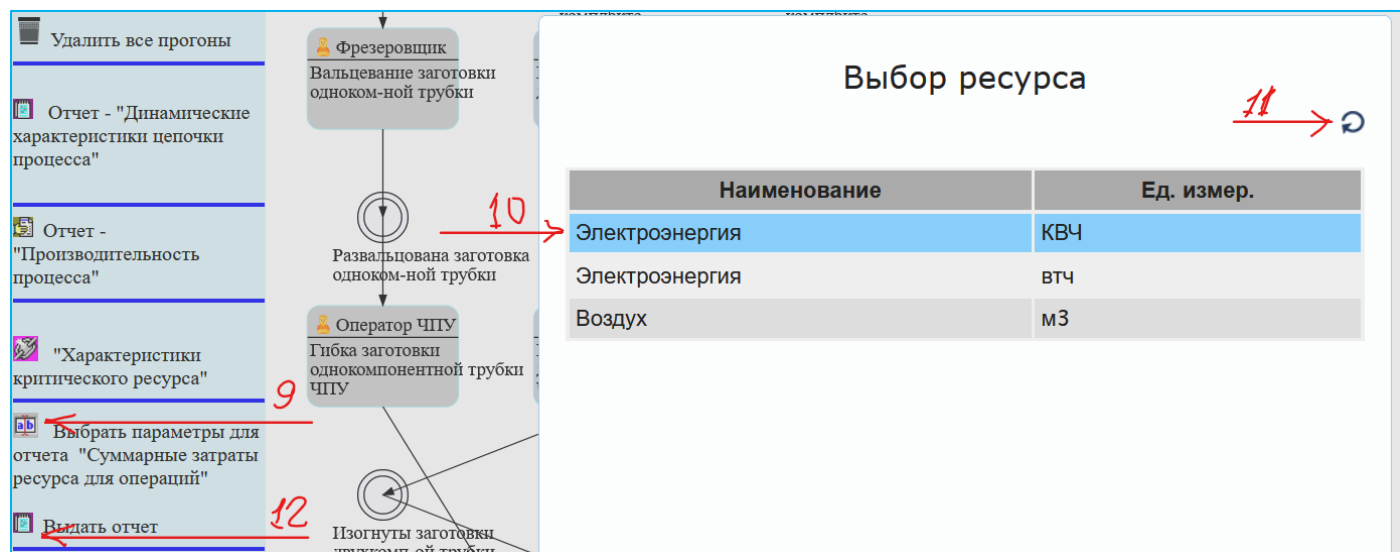 Удалить все прогоны
Отчет - "Динамические
характеристики цепочки
процесса"
Отчет -
"Производительность
процесса"
"Характеристики
критического ресурса"
9
Выбрать параметры для
отчета "Суммарные затраты
ресурса для операций"
12
Выдать отчет
Фрезеровщик
Вальцевание заготовки
одноком-ной трубки
10
Развальцована заготовка
одноком-ной трубки
Оператор ЧПУ
Гибка заготовки
однокомпонентной трубки
ЧПУ
Изогнуты заготовки
Выбор ресурса
11
Наименование Ед. измер.
Электроэнергия КВЧ
Электроэнергия втч
Воздух м3